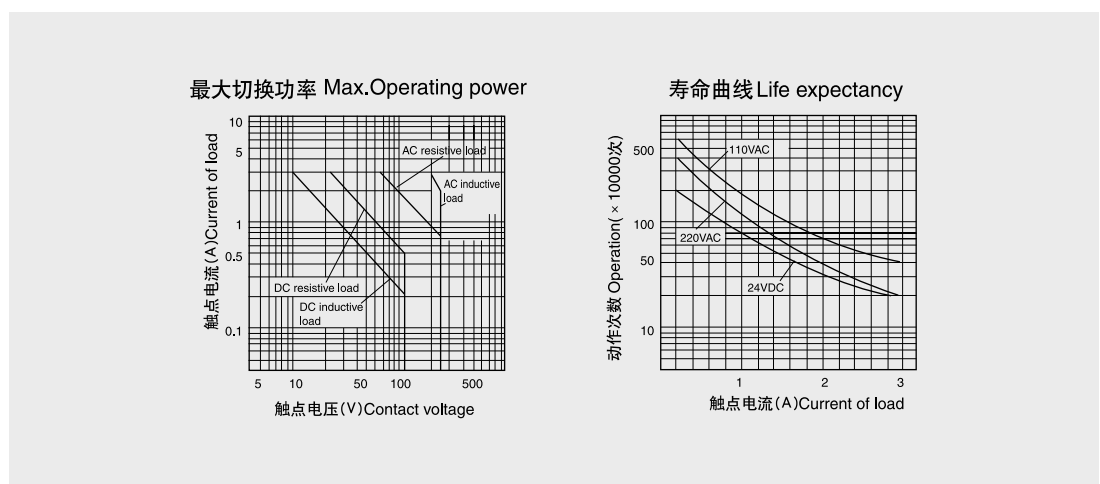 最大切换功率 Max.Operating power
触点电流(A)Current of load
10
5
1
0.5
0.1
AC resistive load
AC inductive
load
DC resistive load
DC inductive
load
5 10 50 100 500
触点电压(V)Contact voltage
寿命曲线Life expectancy
动作次数 Operation(×10000次)
500
100
50
10
110VAC
220VAC
24VDC
1 2 3
触点电流(A)Current of load